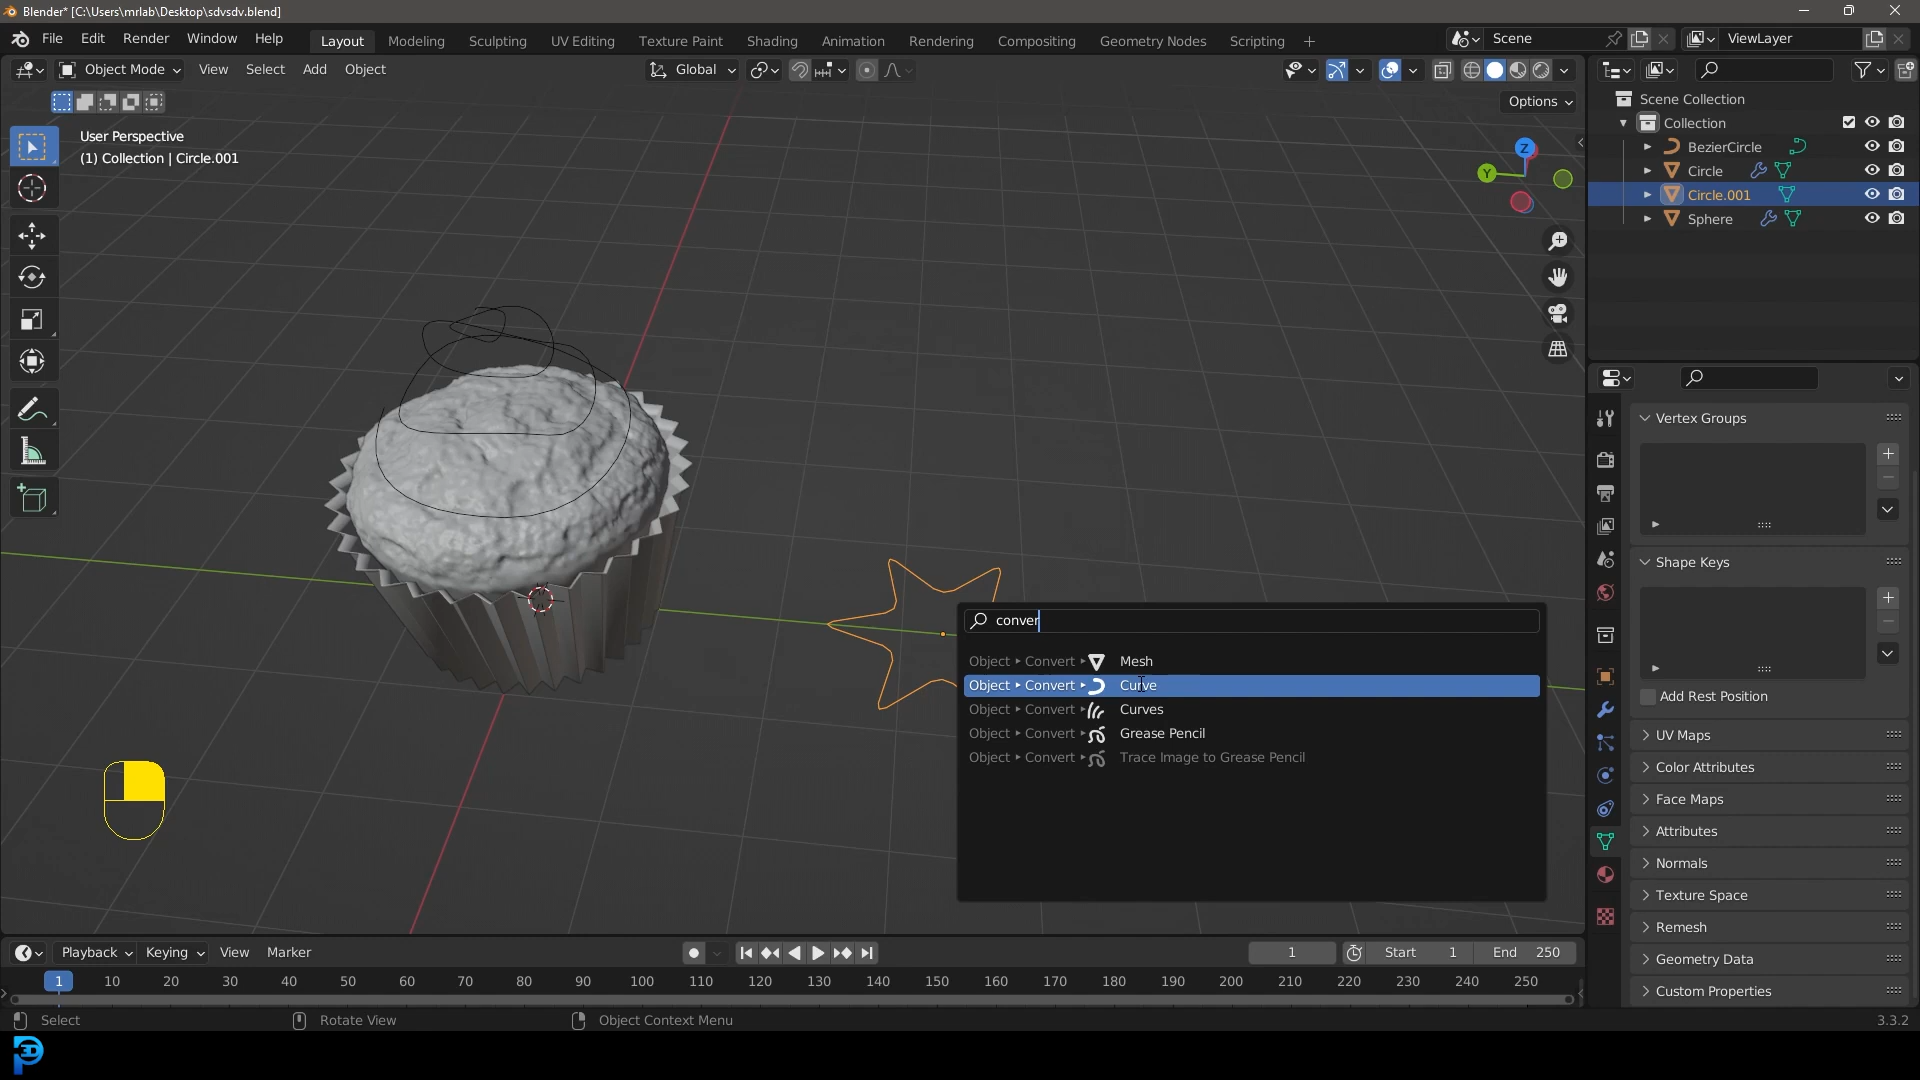 Blender* [C:\Users\mrlab\Desktop\sdvsdv.blend]
File Edit Render Window Help
Layout Modeling Sculpting UV Editing Texture Paint Shading Animation Rendering Compositing Geometry Nodes Scripting +
Scene
ViewLayer
Object Mode View Select Add Object
Global
Options
User Perspective
(1) Collection | Circle.001
Z
Y
Scene Collection
Collection
BezierCircle
Circle
Circle.001
Sphere
conver
Object Convert Mesh
Object Convert Curve
Object Convert Curves
Object Convert Grease Pencil
Object Convert Trace Image to Grease Pencil
Vertex Groups
Shape Keys
Add Rest Position
UV Maps
Color Attributes
Face Maps
Attributes
Normals
Texture Space
Remesh
Geometry Data
Custom Properties
Playback Keying View Marker
1 Start 1 End 250
1 10 20 30 40 50 60 70 80 90 100 110 120 130 140 150 160 170 180 190 200 210 220 230 240 250
Select Rotate View Object Context Menu
3.3.2
3D